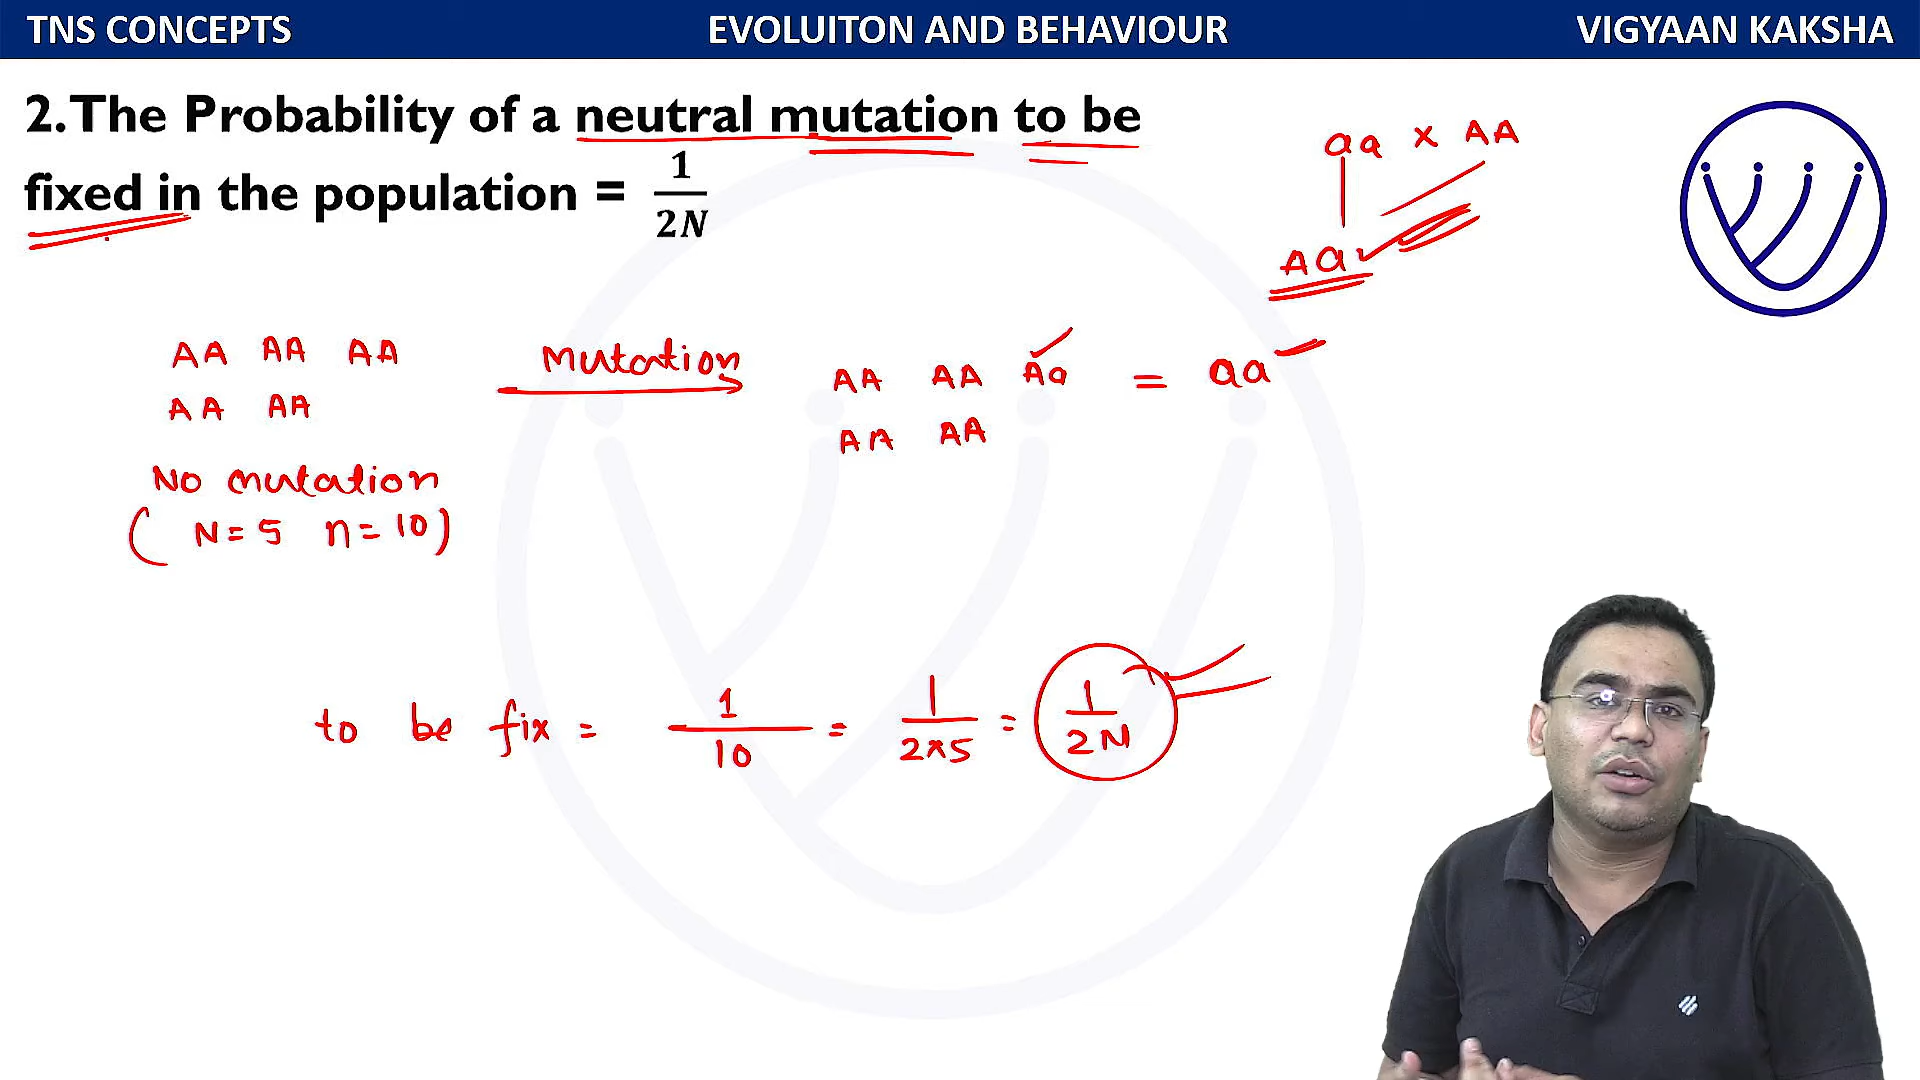 TNS CONCEPTS EVOLUITON AND BEHAVIOUR VIGYAAN KAKSHA
2. The Probability of a neutral mutation to be
fixed in the population = 1/2N
aa x AA
Aa
AA AA AA
AA AA
Mutation
AA AA Aa = aa
AA AA
No mutation
( N = 5 n = 10 )
to be fix = 1/10 = 1/2x5 = 1/2N